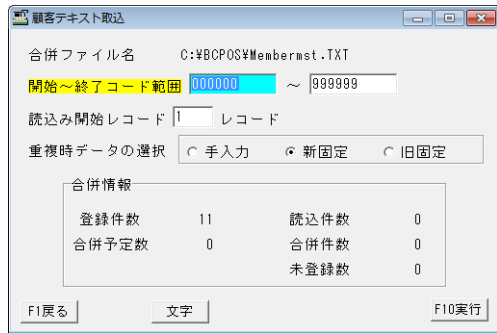 顧客テキスト取込
合併ファイル名 C:¥BCPOS¥Membermst.TXT
開始～終了コード範囲 000000 ～ 999999
読込み開始レコード 1 レコード
重複時データの選択 手入力 新固定 旧固定
合併情報
登録件数 11 読込件数 0
合併予定数 0 合併件数 0
未登録数 0
F1戻る 文字 F10実行